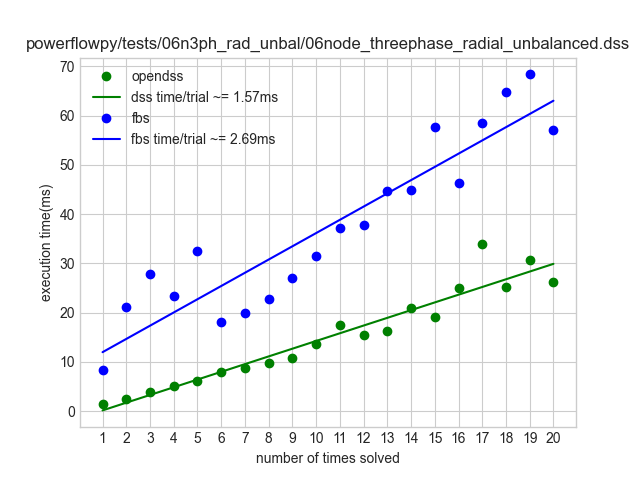 powerflowpy/tests/06n3ph_rad_unbal/06node_threephase_radial_unbalanced.dss
opendss
dss time/trial ~= 1.57ms
fbs
fbs time/trial ~= 2.69ms
execution time(ms)
70
60
50
40
30
20
10
0
1 2 3 4 5 6 7 8 9 10 11 12 13 14 15 16 17 18 19 20
number of times solved